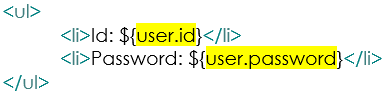 <ul>
<li>Id: ${user.id}</li>
<li>Password: ${user.password}</li>
</ul>